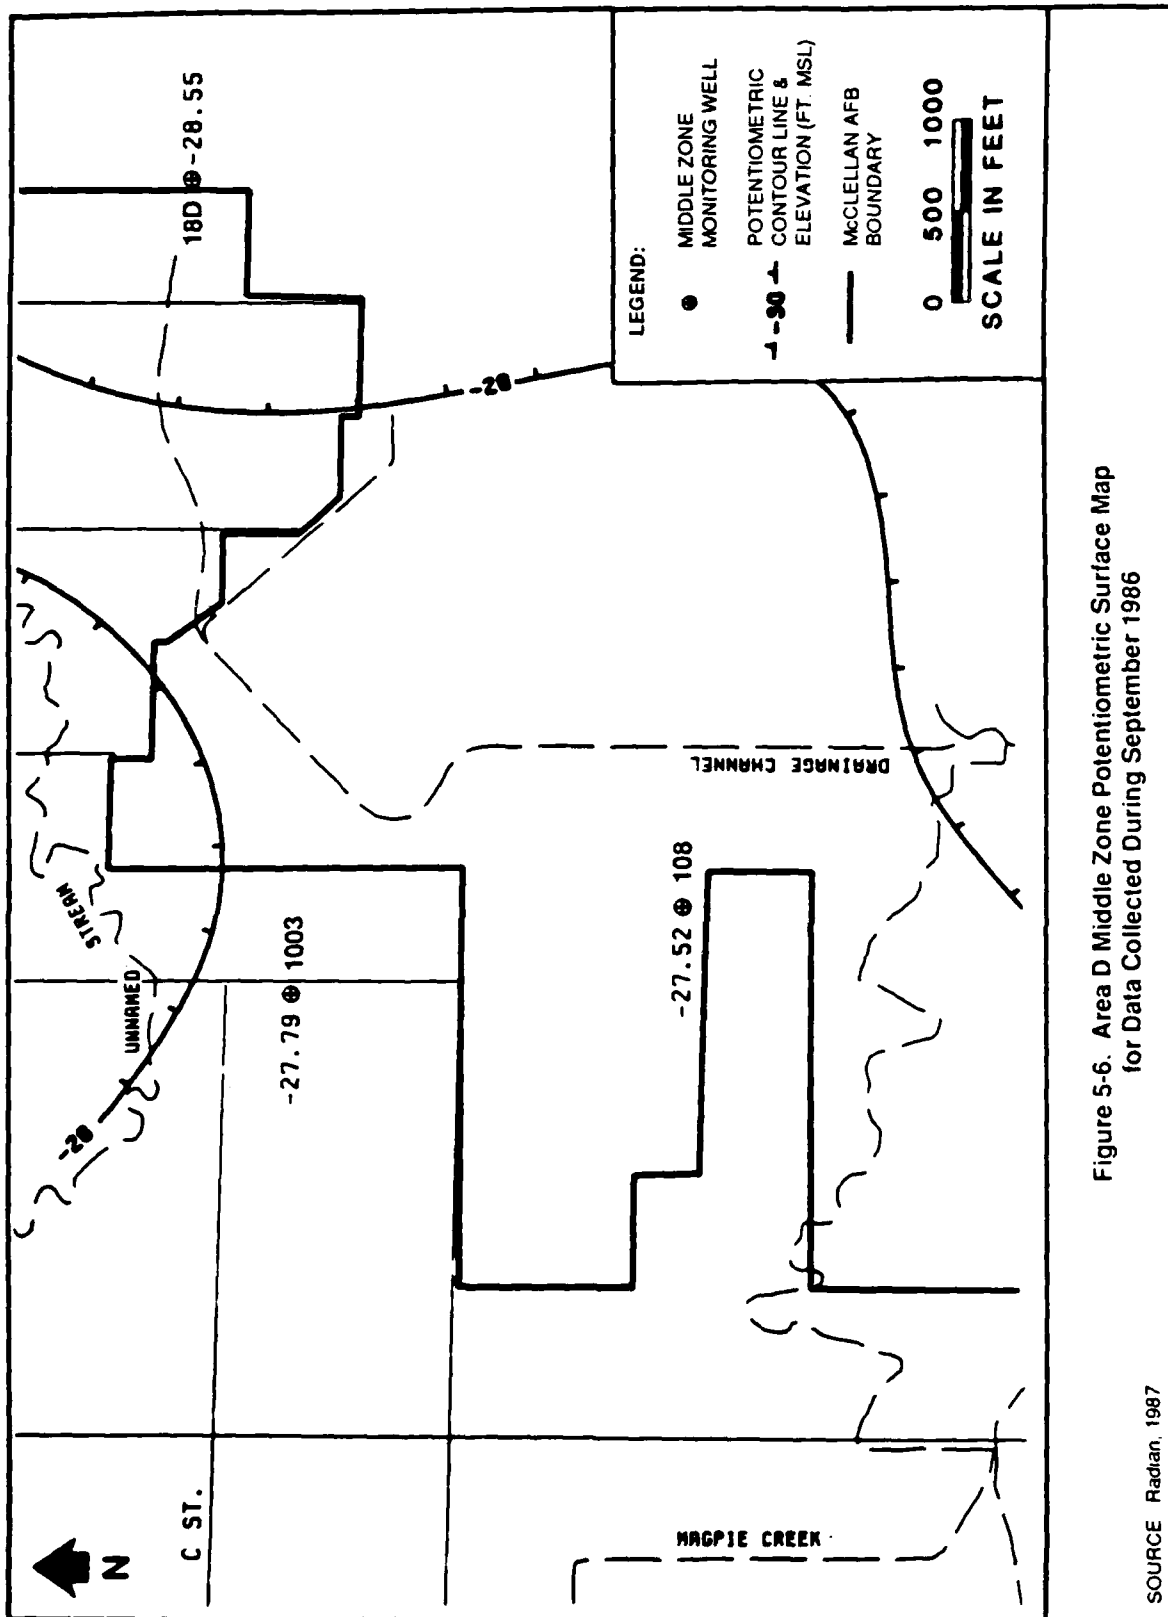 N
C ST.
-28
UNNAMED
STREAM
-27.79 ⊕ 1003
-27.52 ⊕ 108
18D ⊕ -28.55
-28
DRAINAGE CHANNEL
MAGPIE CREEK
LEGEND:
MIDDLE ZONE
MONITORING WELL
-90
POTENTIOMETRIC
CONTOUR LINE &
ELEVATION (FT. MSL)
McCLELLAN AFB
BOUNDARY
0 500 1000
SCALE IN FEET
Figure 5-6. Area D Middle Zone Potentiometric Surface Map
for Data Collected During September 1986
SOURCE Radian, 1987